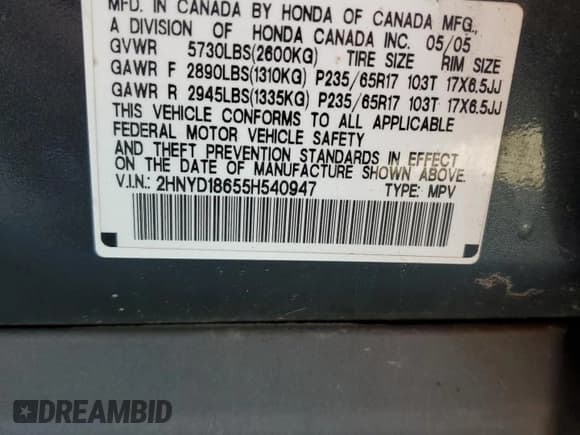 MFD. IN CANADA BY HONDA OF CANADA MFG.,
A DIVISION OF HONDA CANADA INC. 05/05
GVWR 5730LBS(2600KG) TIRE SIZE RIM SIZE
GAWR F 2890LBS(1310KG) P235/65R17 103T 17X6.5JJ
GAWR R 2945LBS(1335KG) P235/65R17 103T 17X6.5JJ
THIS VEHICLE CONFORMS TO ALL APPLICABLE
FEDERAL MOTOR VEHICLE SAFETY
AND THEFT PREVENTION STANDARDS IN EFFECT
ON THE DATE OF MANUFACTURE SHOWN ABOVE.
V.I.N.: 2HNYD18655H540947 TYPE: MPV
DREAMBID